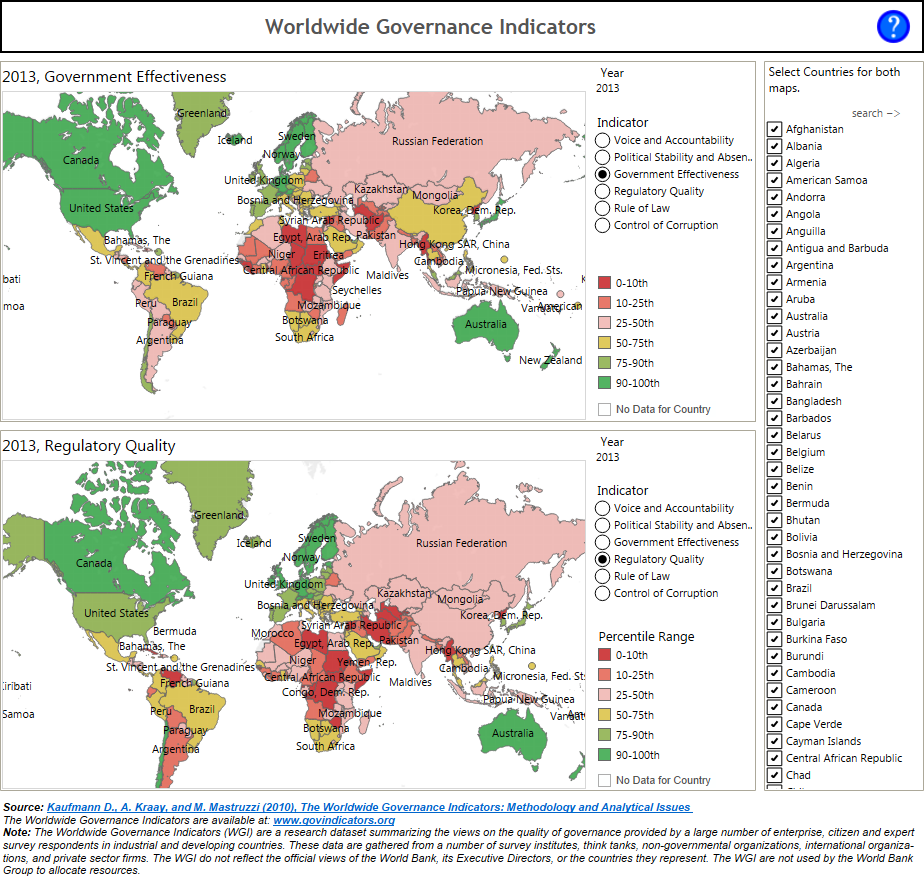 Worldwide Governance Indicators
?
2013, Government Effectiveness
Greenland
Iceland
Sweden
Norway
Russian Federation
Canada
United Kingdom
Kazakhstan
Mongolia
United States
Bosnia and Herzegovina
Korea, Dem. Rep.
Syrian Arab Republic
Bahamas, The
Egypt, Arab Rep.
Pakistan
Hong Kong SAR, China
St. Vincent and the Grenadines
Niger
Eritrea
Cambodia
Central African Republic
Maldives
Micronesia, Fed. Sts.
ibati
French Guiana
Seychelles
Papua New Guinea
K
moa
Peru
Brazil
Mozambique
Vanuatu
American
Paraguay
Botswana
Australia
Argentina
South Africa
New Zealand
Year
2013
Indicator
Voice and Accountability
Political Stability and Absen..
Government Effectiveness
Regulatory Quality
Rule of Law
Control of Corruption
0-10th
10-25th
25-50th
50-75th
75-90th
90-100th
No Data for Country
2013, Regulatory Quality
Greenland
Iceland
Sweden
Norway
Russian Federation
Canada
United Kingdom
Kazakhstan
Mongolia
United States
Bosnia and Herzegovina
Korea, Dem. Rep.
Bermuda
Morocco
Syrian Arab Republic
Bahamas, The
Egypt, Arab Rep.
Pakistan
Hong Kong SAR, China
St. Vincent and the Grenadines
Niger
Yemen, Rep.
Cambodia
Central African Republic
Maldives
Micronesia, Fed. St
Kiribati
French Guiana
Congo, Dem. Rep.
Papua New Guinea
Samoa
Peru
Brazil
Mozambique
Paraguay
Botswana
Australia
Argentina
South Africa
Year
2013
Indicator
Voice and Accountability
Political Stability and Absen..
Government Effectiveness
Regulatory Quality
Rule of Law
Control of Corruption
Percentile Range
0-10th
10-25th
25-50th
50-75th
75-90th
90-100th
No Data for Country
Select Countries for both
maps.
search -->
Afghanistan
Albania
Algeria
American Samoa
Andorra
Angola
Anguilla
Antigua and Barbuda
Argentina
Armenia
Aruba
Australia
Austria
Azerbaijan
Bahamas, The
Bahrain
Bangladesh
Barbados
Belarus
Belgium
Belize
Benin
Bermuda
Bhutan
Bolivia
Bosnia and Herzegovina
Botswana
Brazil
Brunei Darussalam
Bulgaria
Burkina Faso
Burundi
Cambodia
Cameroon
Canada
Cape Verde
Cayman Islands
Central African Republic
Chad
Source: Kaufmann D., A. Kraay, and M. Mastruzzi (2010), The Worldwide Governance Indicators: Methodology and Analytical Issues
The Worldwide Governance Indicators are available at: www.govindicators.org
Note: The Worldwide Governance Indicators (WGI) are a research dataset summarizing the views on the quality of governance provided by a large number of enterprise, citizen and expert
survey respondents in industrial and developing countries. These data are gathered from a number of survey institutes, think tanks, non-governmental organizations, international organiza-
tions, and private sector firms. The WGI do not reflect the official views of the World Bank, its Executive Directors, or the countries they represent. The WGI are not used by the World Bank
Group to allocate resources.